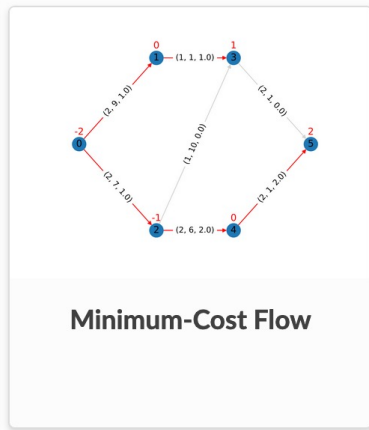 0
1
1
(1, 1, 1.0)
3
(2, 9, 1.0)
(2, 1, 0.0)
-2
0
(1, 10, 0.0)
2
5
(2, 7, 1.0)
(2, 1, 2.0)
-1
2
(2, 6, 2.0)
0
4
Minimum-Cost Flow